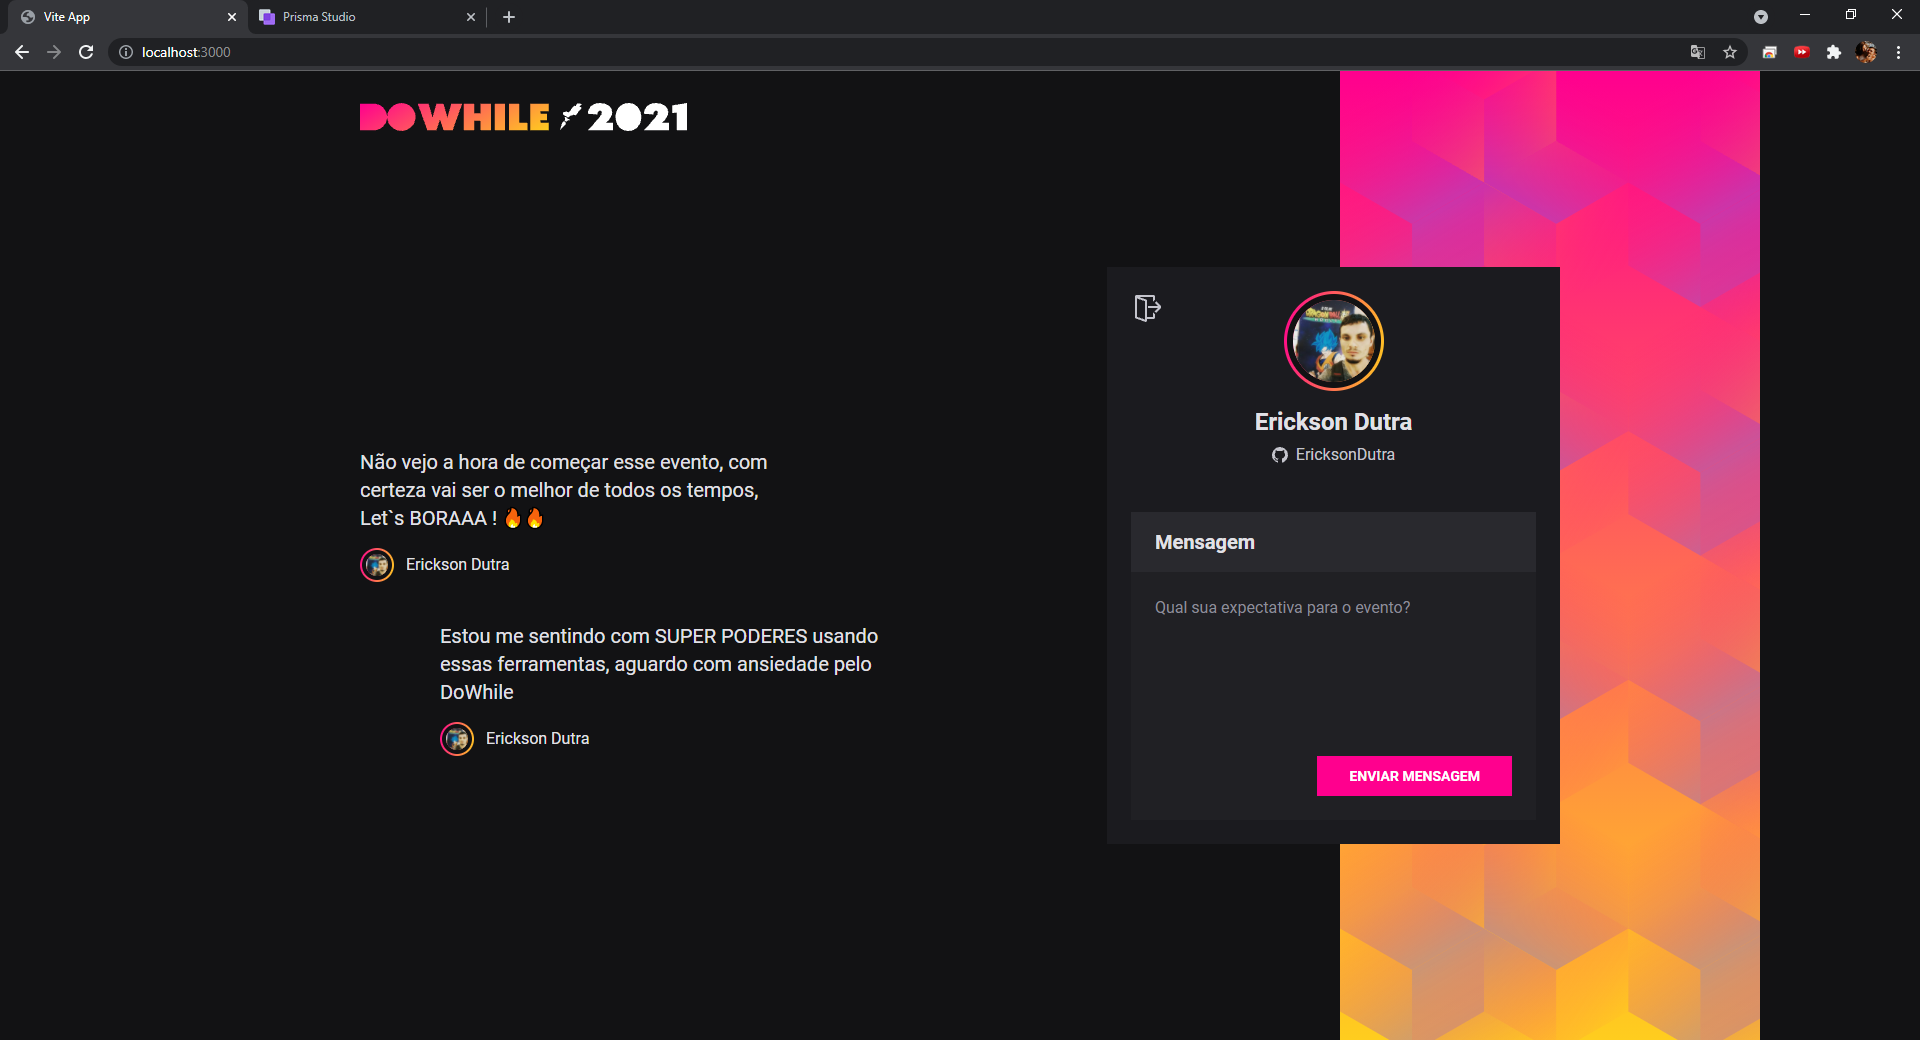 Vite App
Prisma Studio
localhost:3000
DOWHILE 2021
Não vejo a hora de começar esse evento, com
certeza vai ser o melhor de todos os tempos,
Let`s BORAAA ! 🔥🔥
Erickson Dutra
Estou me sentindo com SUPER PODERES usando
essas ferramentas, aguardo com ansiedade pelo
DoWhile
Erickson Dutra
Erickson Dutra
EricksonDutra
Mensagem
Qual sua expectativa para o evento?
ENVIAR MENSAGEM